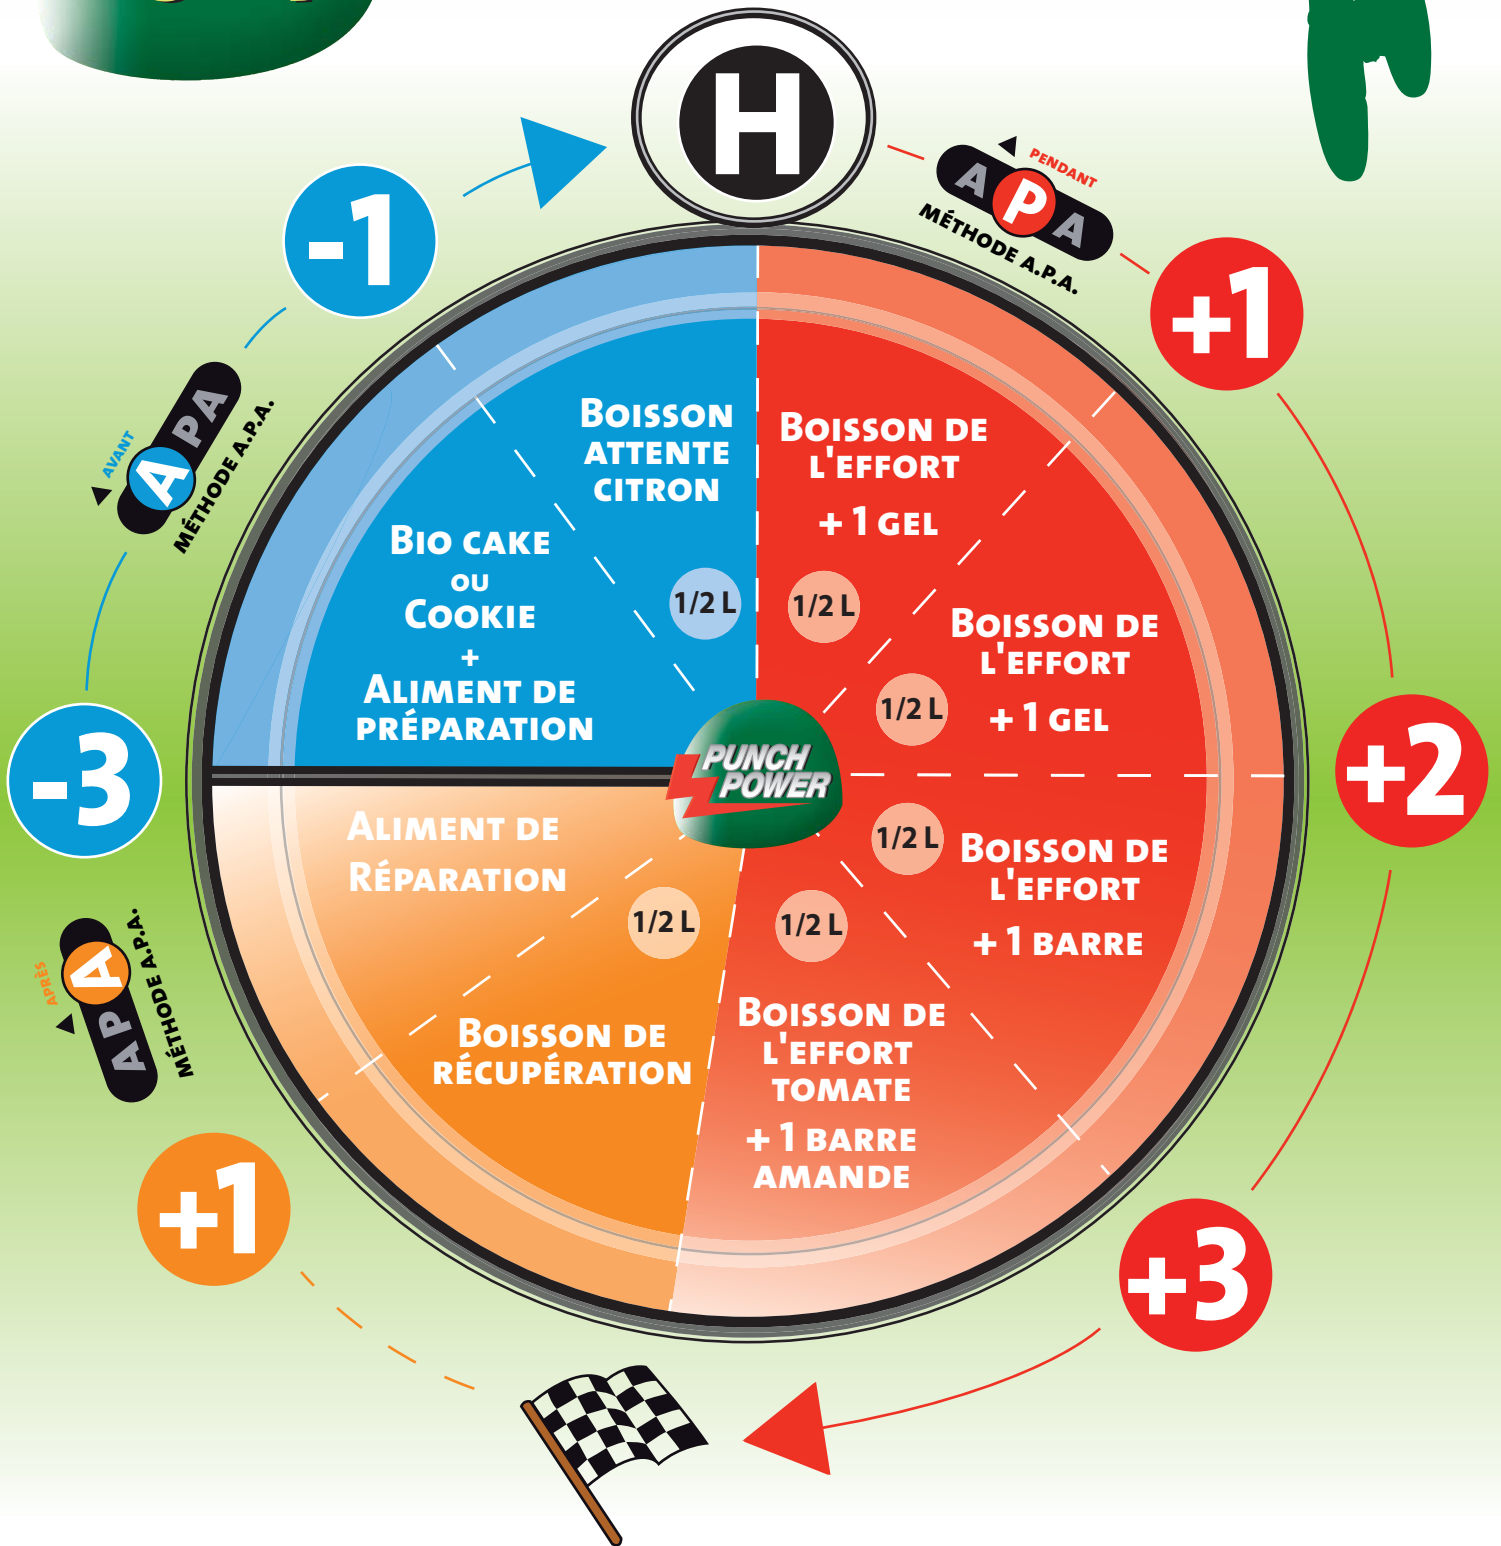 H
-1
AVANT
A P A
MÉTHODE A.P.A.
-3
PENDANT
A P A
MÉTHODE A.P.A.
+1
+2
+3
BOISSON
ATTENTE
CITRON
1/2 L
BIO CAKE
OU
COOKIE
+
ALIMENT DE
PRÉPARATION
BOISSON DE
L'EFFORT
+ 1 GEL
1/2 L
BOISSON DE
L'EFFORT
+ 1 GEL
1/2 L
PUNCH
POWER
BOISSON DE
L'EFFORT
+ 1 BARRE
1/2 L
BOISSON DE
L'EFFORT
TOMATE
+ 1 BARRE
AMANDE
1/2 L
ALIMENT DE
RÉPARATION
1/2 L
BOISSON DE
RÉCUPÉRATION
APRÈS
A P A
MÉTHODE A.P.A.
+1